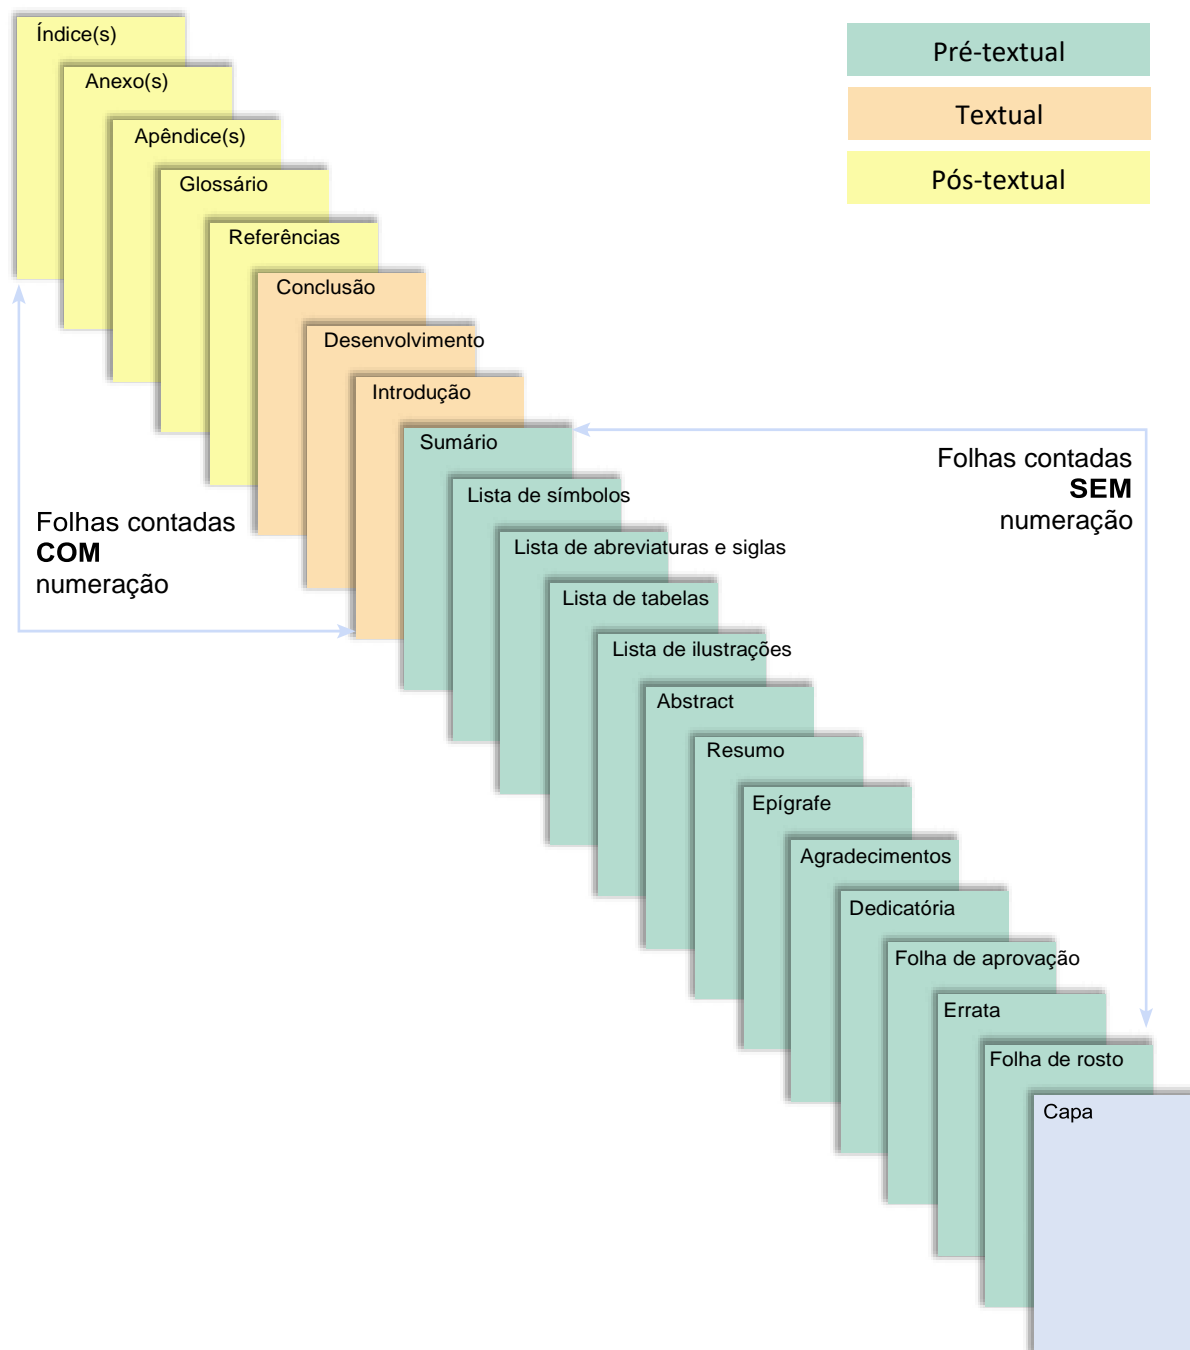 Índice(s)
Anexo(s)
Apêndice(s)
Glossário
Referências
Conclusão
Desenvolvimento
Introdução
Sumário
Lista de símbolos
Lista de abreviaturas e siglas
Lista de tabelas
Lista de ilustrações
Abstract
Resumo
Epígrafe
Agradecimentos
Dedicatória
Folha de aprovação
Errata
Folha de rosto
Capa
Pré-textual
Textual
Pós-textual
Folhas contadas
COM
numeração
Folhas contadas
SEM
numeração